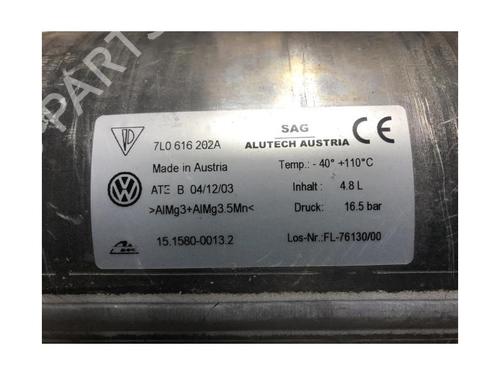 7L0 616 202A
SAG
ALUTECH AUSTRIA
CE
Made in Austria
Temp.: - 40° +110°C
ATE B 04/12/03
Inhalt : 4.8 L
>AlMg3+AlMg3.5Mn<
Druck: 16.5 bar
15.1580-0013.2
Los-Nr.:FL-76130/00